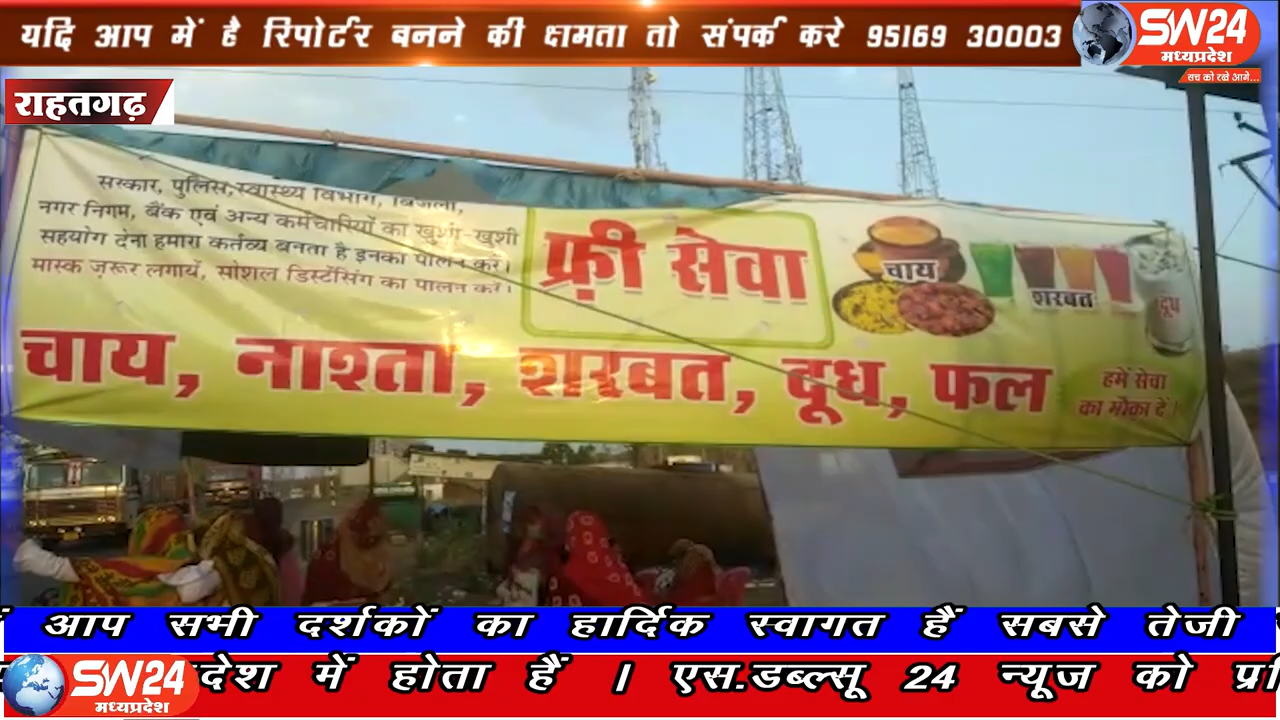 यदि आप में है रिपोर्टर बनने की क्षमता तो संपर्क करे 95169 30003
SW24
मध्यप्रदेश
सच को रखे आगे...
राहतगढ़
सरकार, पुलिस,स्वास्थ्य विभाग, बिजली,
नगर निगम, बैंक एवं अन्य कर्मचारियों का खुशी-खुशी
सहयोग देना हमारा कर्तव्य बनता है इनका पालन करें।
मास्क ज़रूर लगायें, सोशल डिस्टेंसिंग का पालन करें।
फ्री सेवा
चाय
शरबत
दूध
चाय, नाश्ता, शरबत, दूध, फल
हमें सेवा
का मौका दें।
आप सभी दर्शकों का हार्दिक स्वागत हैं सबसे तेजी
देश में होता हैं । एस.डब्ल्सू 24 न्यूज को प्रि
SW24
मध्यप्रदेश